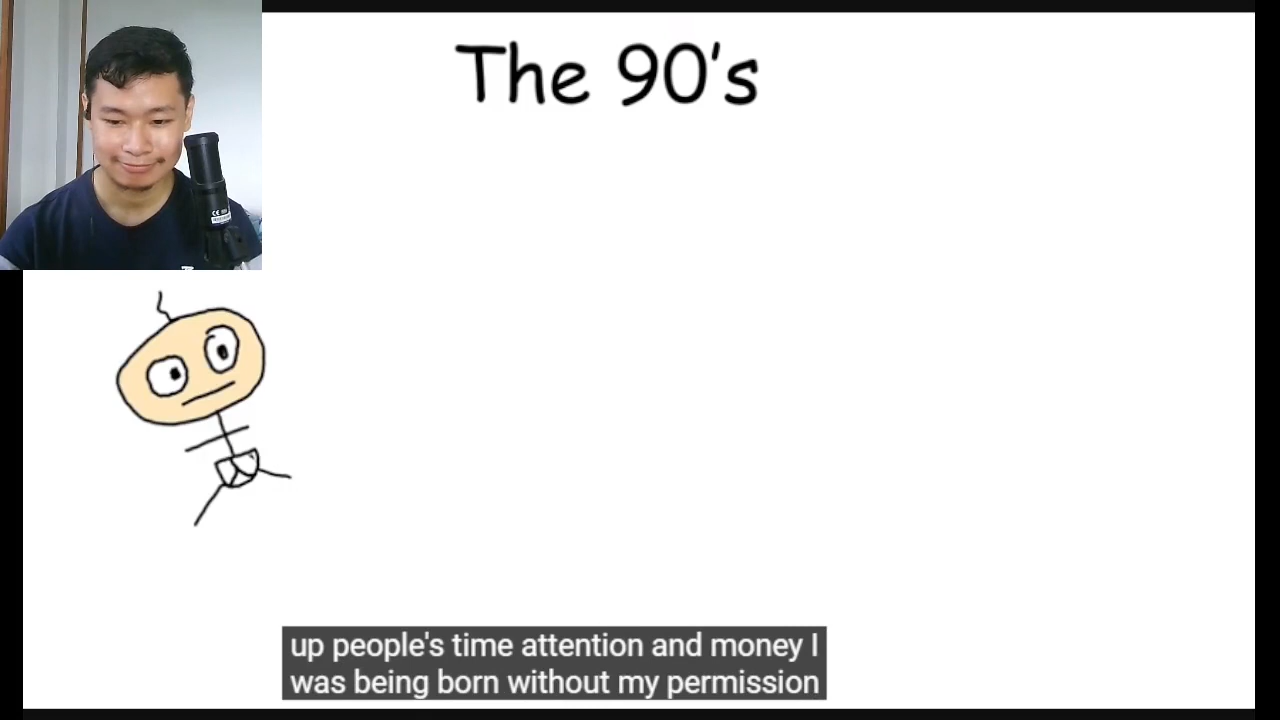 The 90's
up people's time attention and money I
was being born without my permission